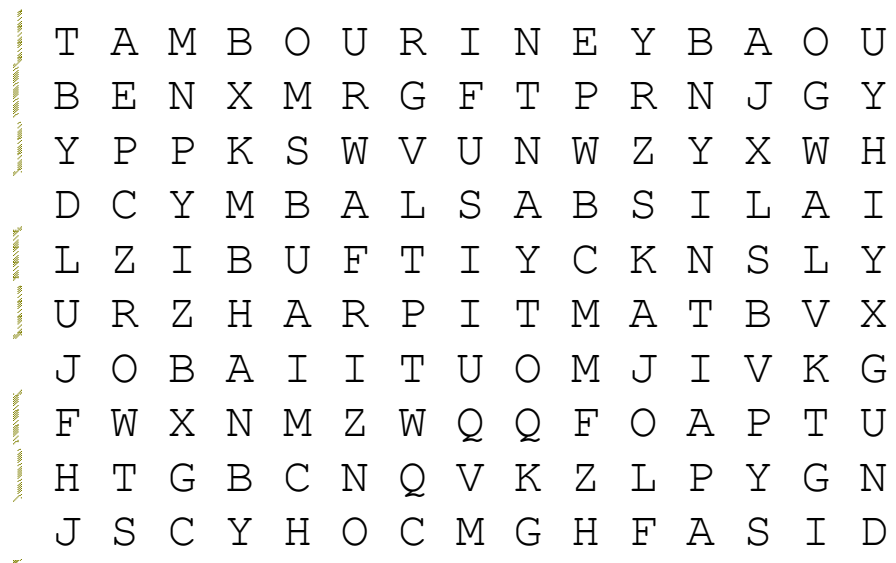 T A M B O U R I N E Y B A O U
B E N X M R G F T P R N J G Y
Y P P K S W V U N W Z Y X W H
D C Y M B A L S A B S I L A I
L Z I B U F T I Y C K N S L Y
U R Z H A R P I T M A T B V X
J O B A I I T U O M J I V K G
F W X N M Z W Q Q F O A P T U
H T G B C N Q V K Z L P Y G N
J S C Y H O C M G H F A S I D